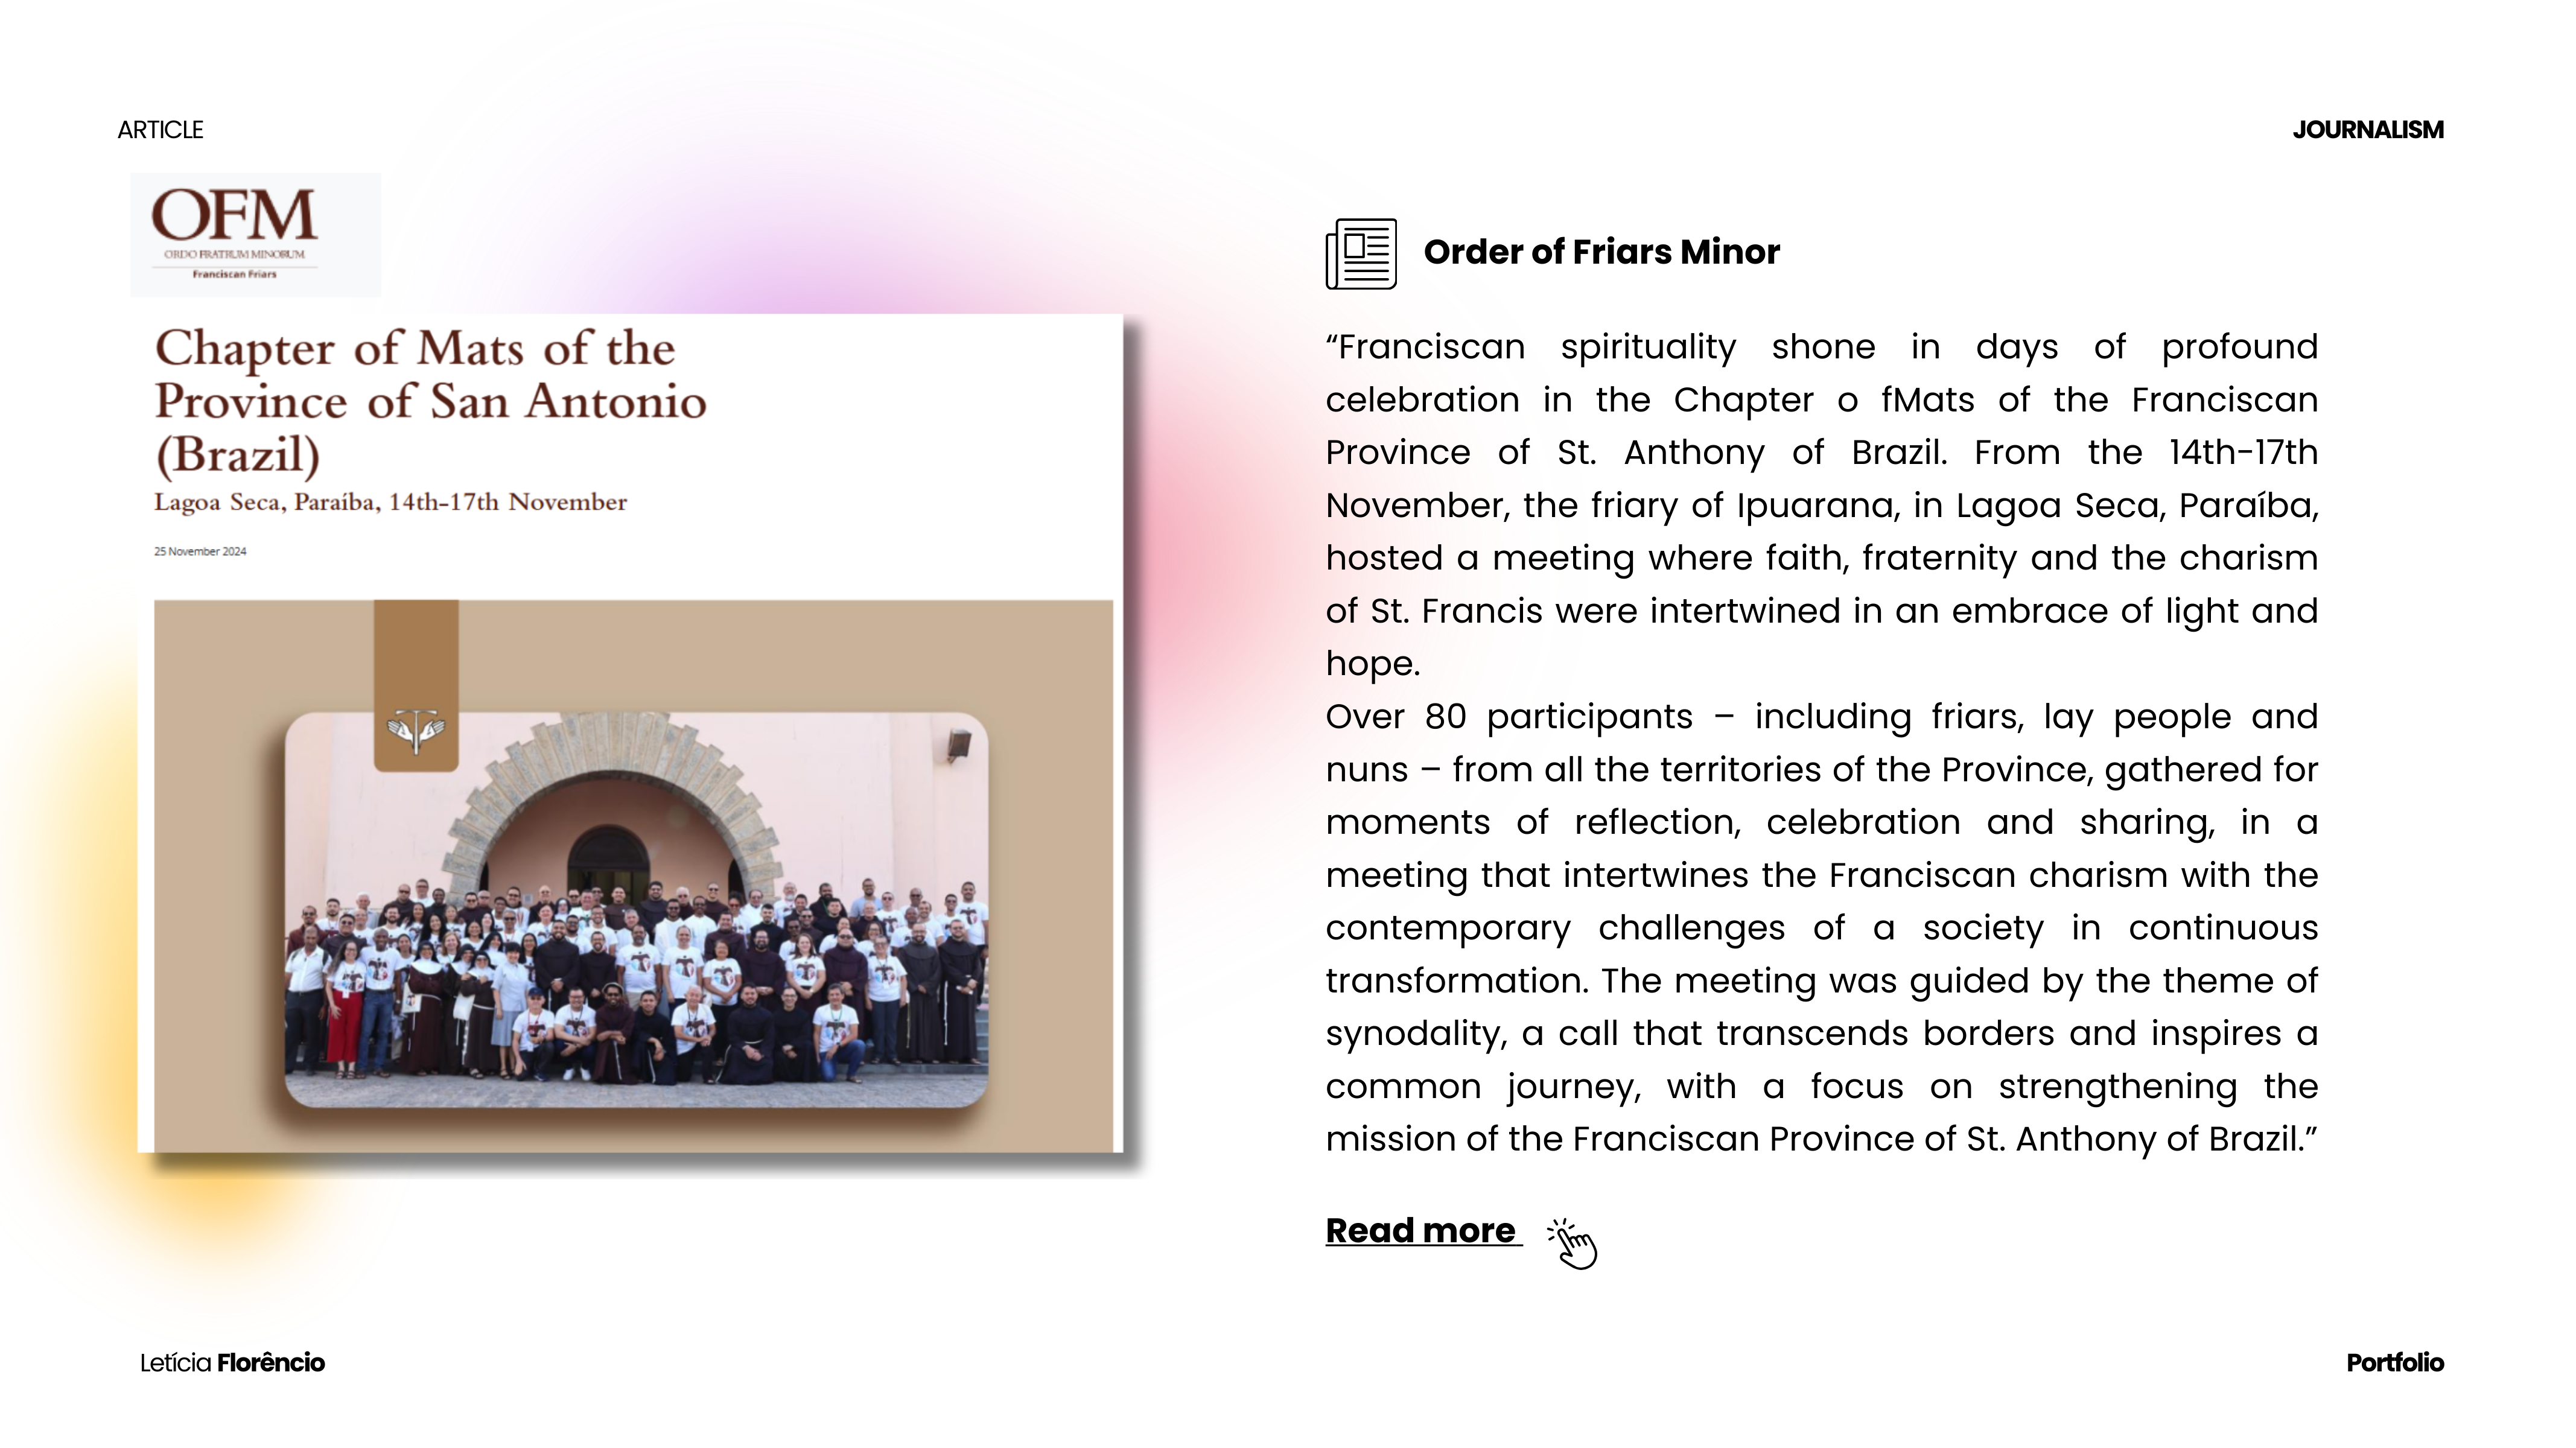 ARTICLE
JOURNALISM
OFM
ORDO FRATRUM MINORUM
Franciscan Friars
Chapter of Mats of the
Province of San Antonio
(Brazil)
Lagoa Seca, Paraíba, 14th-17th November
25 November 2024
Order of Friars Minor
“Franciscan spirituality shone in days of profound
celebration in the Chapter o fMats of the Franciscan
Province of St. Anthony of Brazil. From the 14th-17th
November, the friary of Ipuarana, in Lagoa Seca, Paraíba,
hosted a meeting where faith, fraternity and the charism
of St. Francis were intertwined in an embrace of light and
hope.
Over 80 participants – including friars, lay people and
nuns – from all the territories of the Province, gathered for
moments of reflection, celebration and sharing, in a
meeting that intertwines the Franciscan charism with the
contemporary challenges of a society in continuous
transformation. The meeting was guided by the theme of
synodality, a call that transcends borders and inspires a
common journey, with a focus on strengthening the
mission of the Franciscan Province of St. Anthony of Brazil.”
Read more
Letícia Florêncio
Portfolio